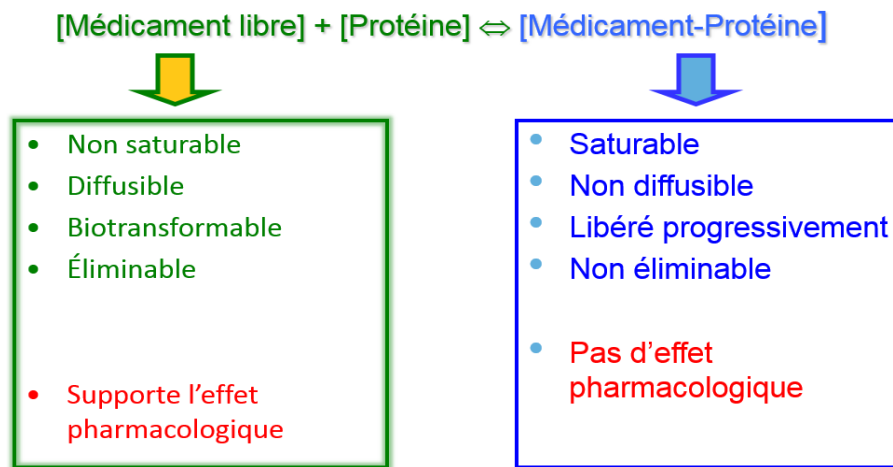 [Médicament libre] + [Protéine] ⇔ [Médicament-Protéine]
• Non saturable
• Diffusible
• Biotransformable
• Éliminable
• Supporte l’effet
pharmacologique
• Saturable
• Non diffusible
• Libéré progressivement
• Non éliminable
• Pas d’effet
pharmacologique